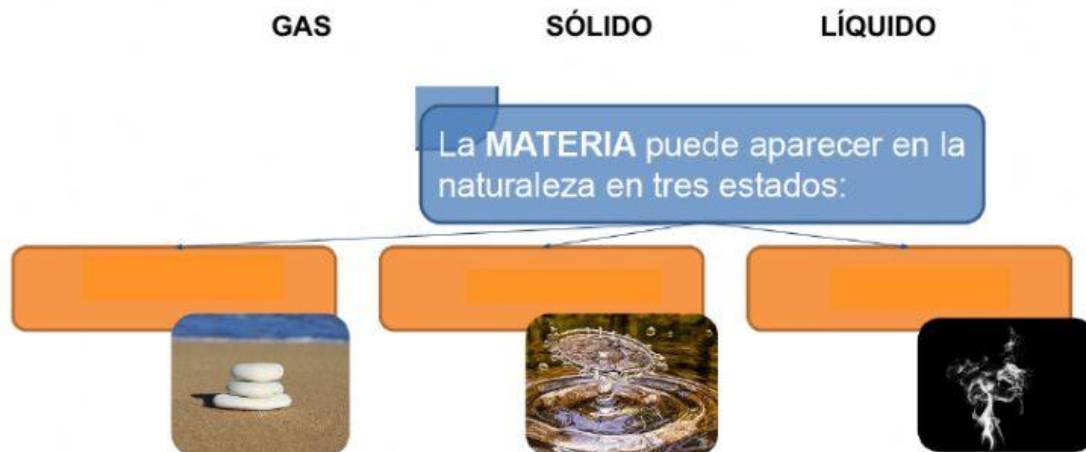 GAS SÓLIDO LÍQUIDO
La MATERIA puede aparecer en la
naturaleza en tres estados: